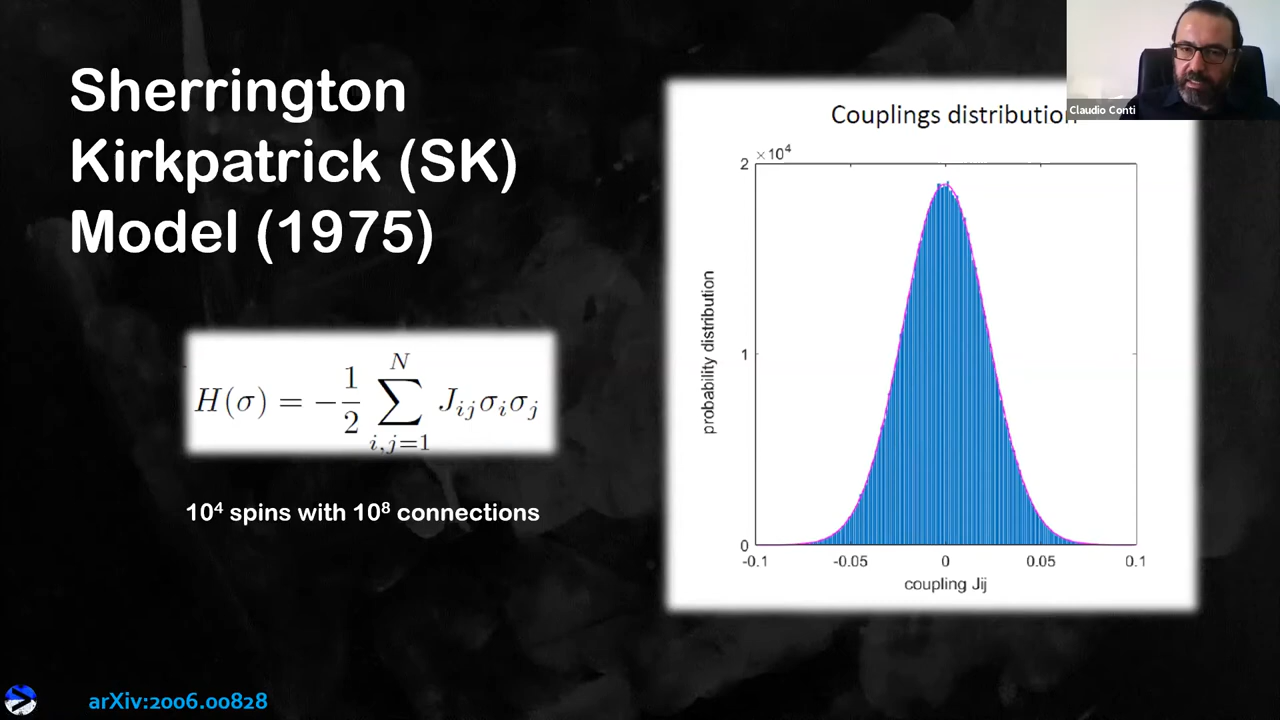 Sherrington
Kirkpatrick (SK)
Model (1975)
H(σ) = −1/2 ∑_{i,j=1}^{N} J_{ij}σ_iσ_j
10⁴ spins with 10⁸ connections
arXiv:2006.00828
Claudio Conti
Couplings distribution
×10⁴
2
1
0
probability distribution
-0.1 -0.05 0 0.05 0.1
coupling Jij